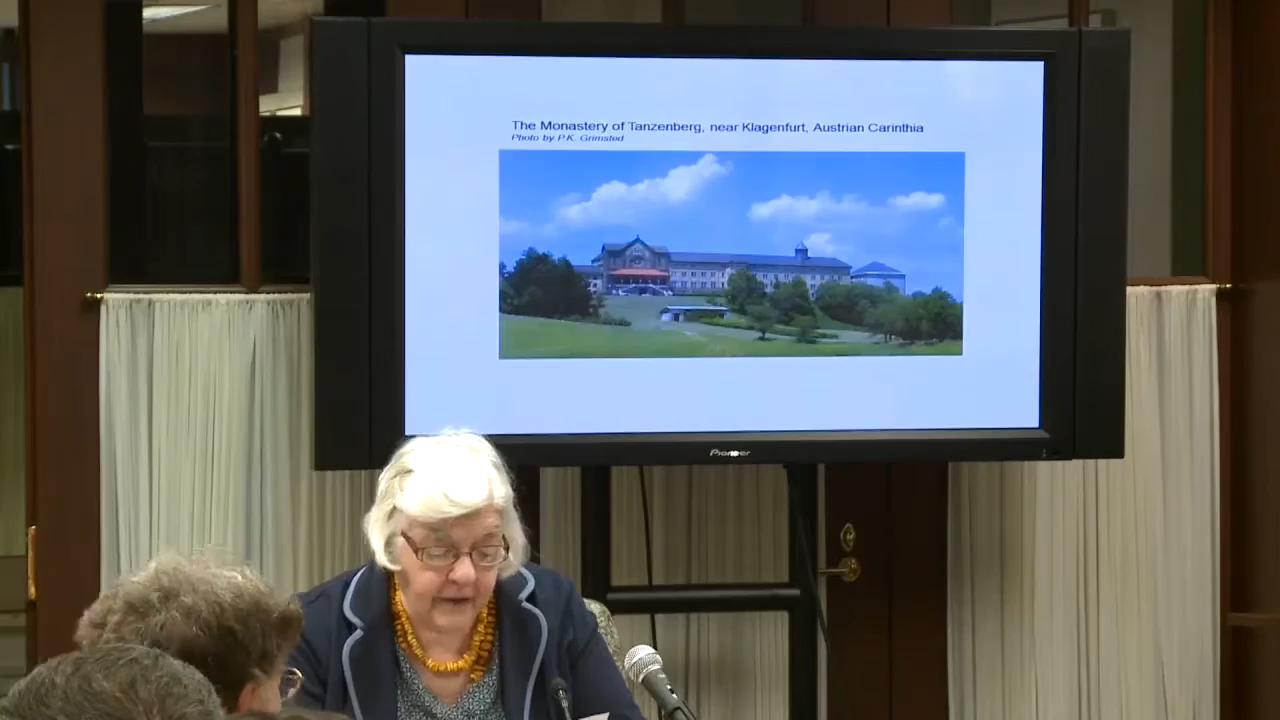 The Monastery of Tanzenberg, near Klagenfurt, Austrian Carinthia
Photo by P.K. Grimsted
Pioneer